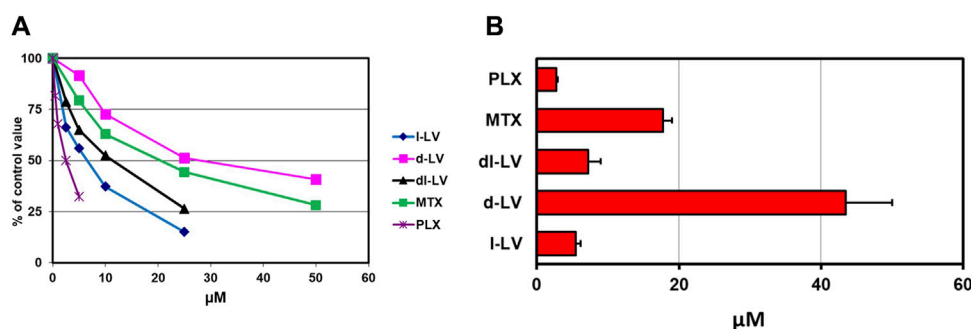 A
% of control value
100
75
50
25
0
0 10 20 30 40 50 60
µM
l-LV
d-LV
dl-LV
MTX
PLX
B
PLX
MTX
dl-LV
d-LV
l-LV
0 20 40 60
µM